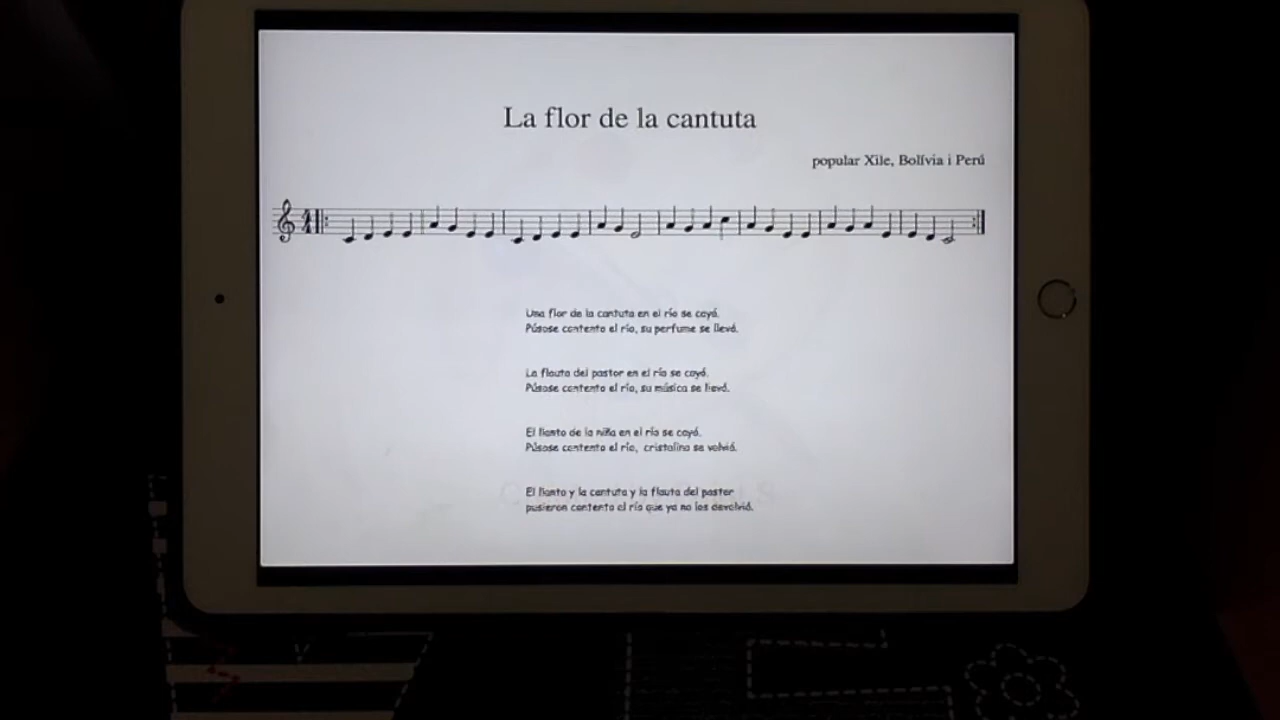 La flor de la cantuta
popular Xile, Bolívia i Perú
Una flor de la cantuta en el río se cayó.
Púsose contento el río, su perfume se llevó.
La flauta del pastor en el río se cayó.
Púsose contento el río, su música se llevó.
El llanto de la niña en el río se cayó.
Púsose contento el río, cristalino se volvió.
El llanto y la cantuta y la flauta del pastor
pusieron contento el río que ya no los devolvió.